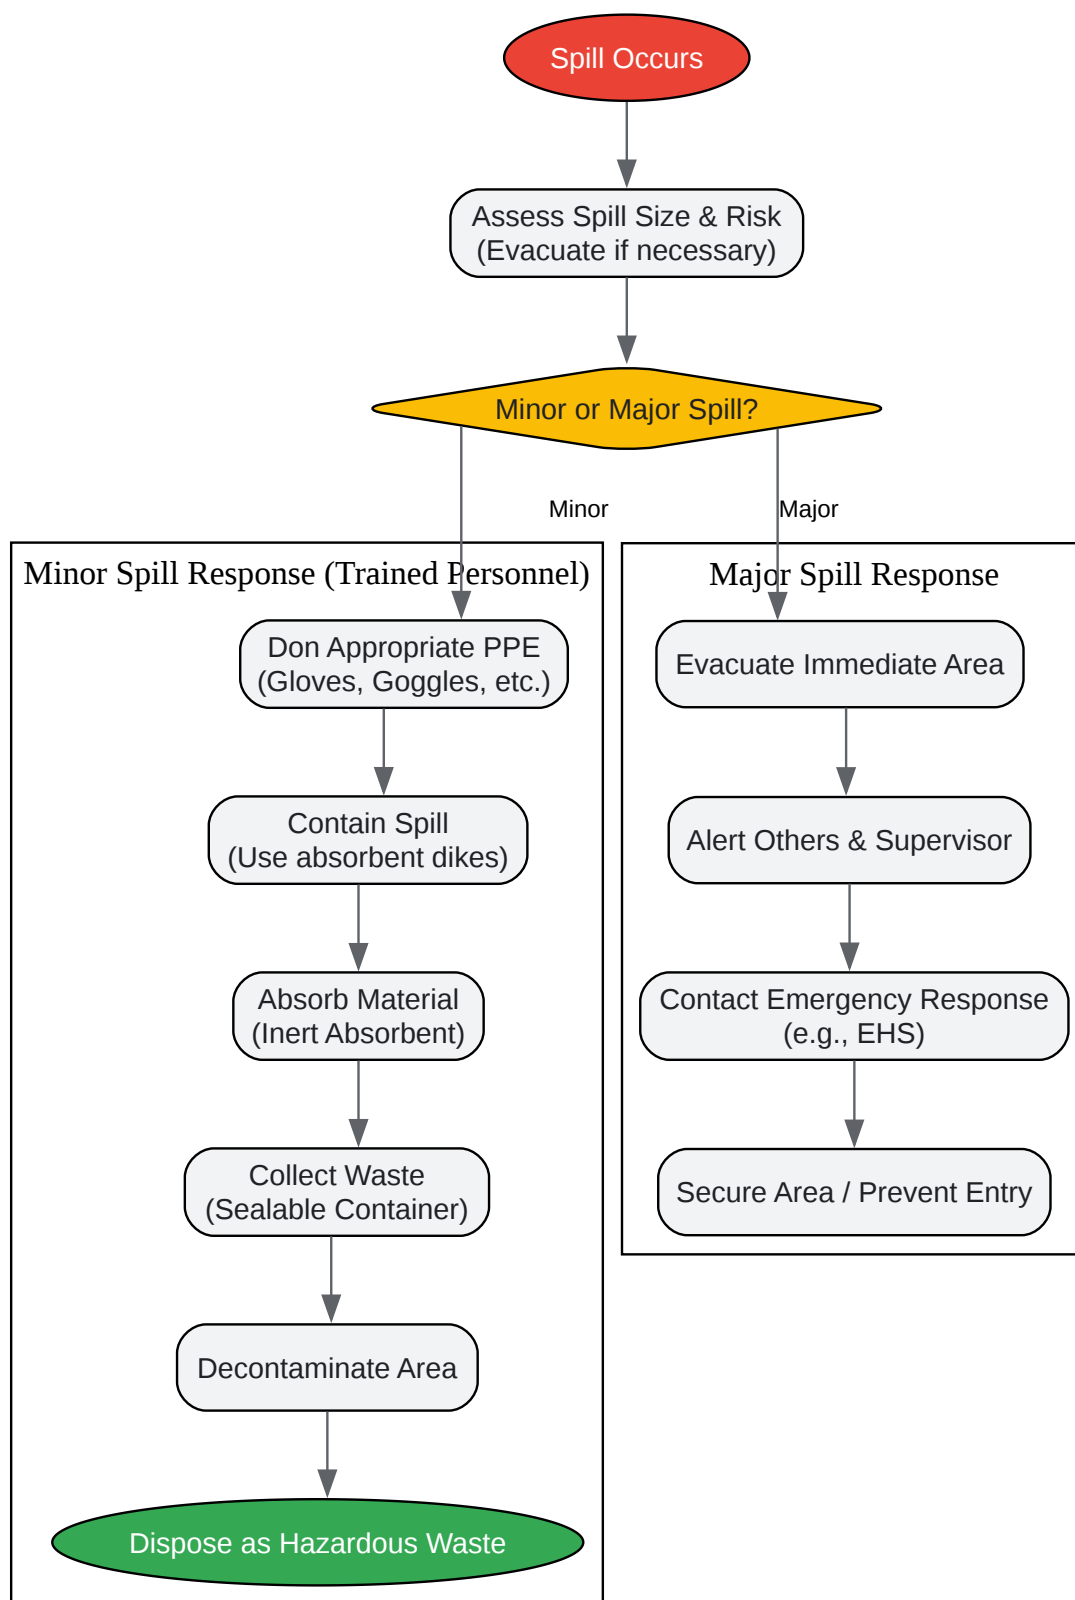 Spill Occurs
Assess Spill Size & Risk
(Evacuate if necessary)
Minor or Major Spill?
Minor
Major
Minor Spill Response (Trained Personnel)
Don Appropriate PPE
(Gloves, Goggles, etc.)
Contain Spill
(Use absorbent dikes)
Absorb Material
(Inert Absorbent)
Collect Waste
(Sealable Container)
Decontaminate Area
Dispose as Hazardous Waste
Major Spill Response
Evacuate Immediate Area
Alert Others & Supervisor
Contact Emergency Response
(e.g., EHS)
Secure Area / Prevent Entry